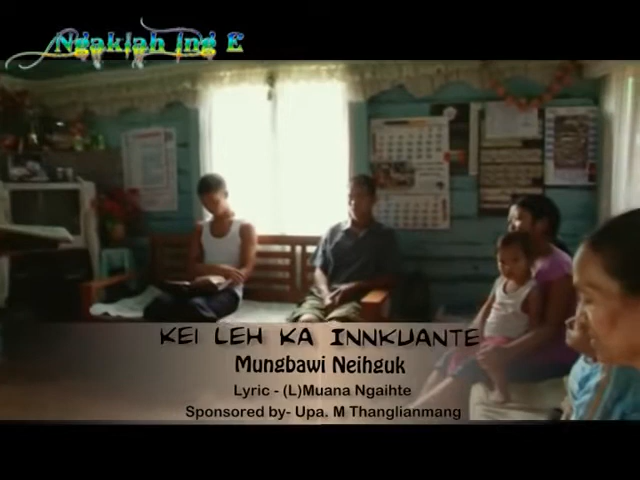 Ngaklah Ing E
KEI LEH KA INNKUANTE
Mungbawi Neihguk
Lyric - (L)Muana Ngaihte
Sponsored by- Upa. M Thanglianmang